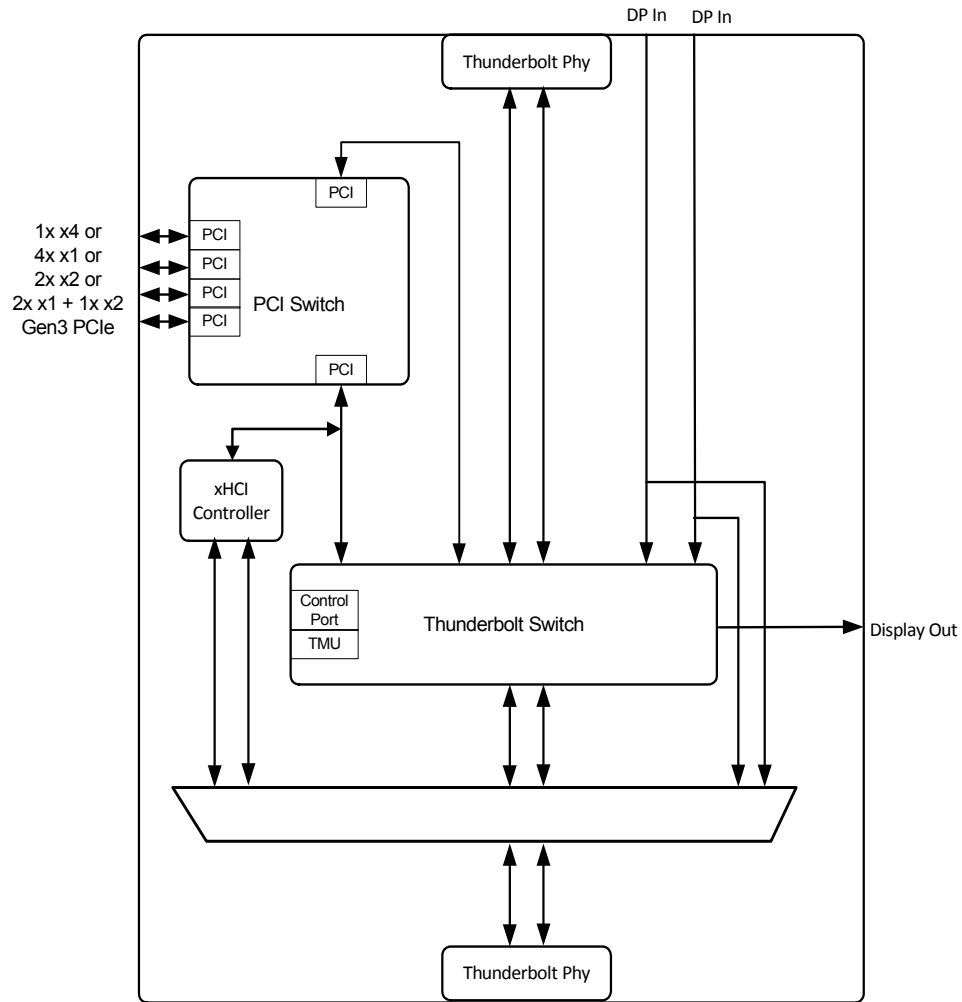 DP In
DP In
Thunderbolt Phy
PCI
1x x4 or
4x x1 or
2x x2 or
2x x1 + 1x x2
Gen3 PCIe
PCI
PCI
PCI
PCI
PCI Switch
PCI
xHCI
Controller
Control
Port
TMU
Thunderbolt Switch
Display Out
Thunderbolt Phy